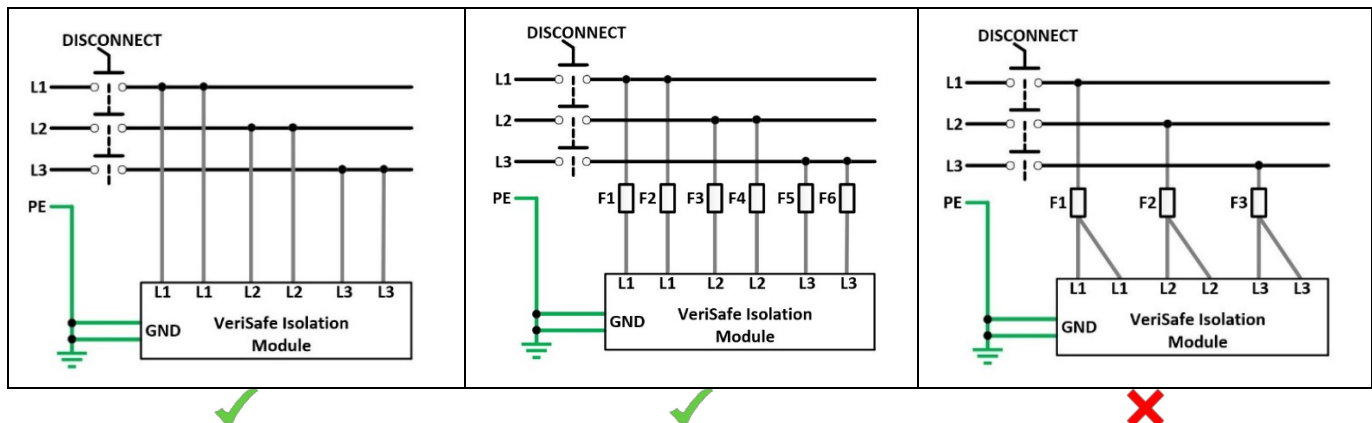 DISCONNECT
L1
L2
L3
PE
L1 L1 L2 L2 L3 L3
GND
VeriSafe Isolation
Module
DISCONNECT
L1
L2
L3
PE
F1 F2 F3 F4 F5 F6
L1 L1 L2 L2 L3 L3
GND
VeriSafe Isolation
Module
DISCONNECT
L1
L2
L3
PE
F1 F2 F3
L1 L1 L2 L2 L3 L3
GND
VeriSafe Isolation
Module